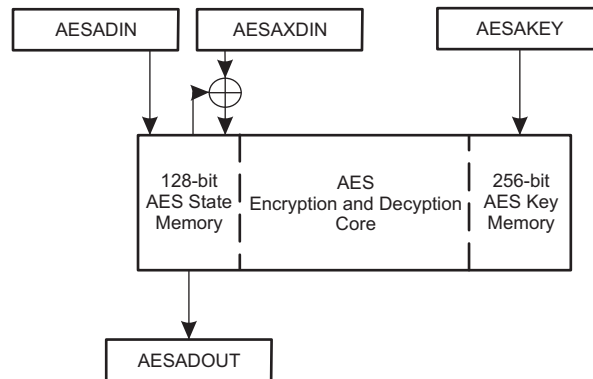 AESADIN
AESAXDIN
AESAKEY
128-bit
AES State
Memory
AES
Encryption and Decyption
Core
256-bit
AES Key
Memory
AESADOUT